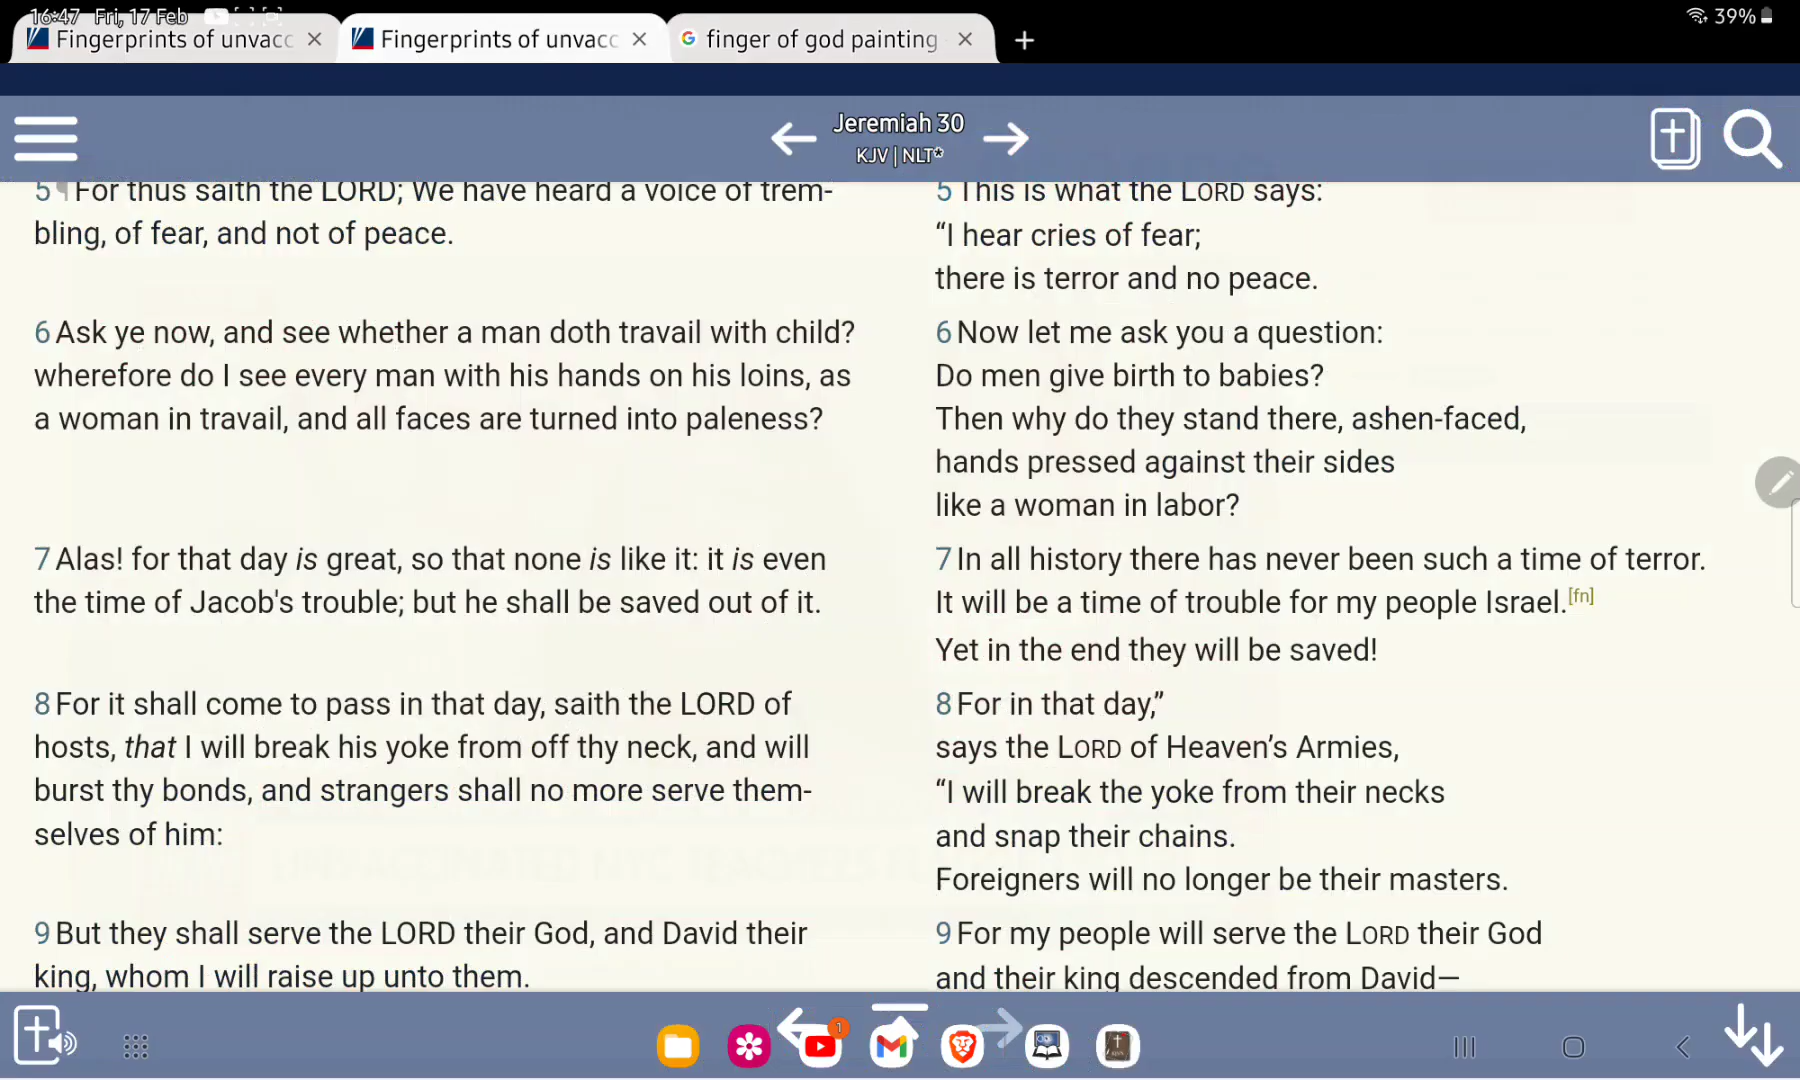 16:47 Fri, 17 Feb
39%
Fingerprints of unvacc
Fingerprints of unvacc
finger of god painting
Jeremiah 30
KJV | NLT*
5 ¶ For thus saith the LORD; We have heard a voice of trem-
bling, of fear, and not of peace.
6 Ask ye now, and see whether a man doth travail with child?
wherefore do I see every man with his hands on his loins, as
a woman in travail, and all faces are turned into paleness?
7 Alas! for that day is great, so that none is like it: it is even
the time of Jacob's trouble; but he shall be saved out of it.
8 For it shall come to pass in that day, saith the LORD of
hosts, that I will break his yoke from off thy neck, and will
burst thy bonds, and strangers shall no more serve them-
selves of him:
9 But they shall serve the LORD their God, and David their
king, whom I will raise up unto them.
5 This is what the LORD says:
“I hear cries of fear;
there is terror and no peace.
6 Now let me ask you a question:
Do men give birth to babies?
Then why do they stand there, ashen-faced,
hands pressed against their sides
like a woman in labor?
7 In all history there has never been such a time of terror.
It will be a time of trouble for my people Israel.[fn]
Yet in the end they will be saved!
8 For in that day,”
says the LORD of Heaven’s Armies,
“I will break the yoke from their necks
and snap their chains.
Foreigners will no longer be their masters.
9 For my people will serve the LORD their God
and their king descended from David—
1